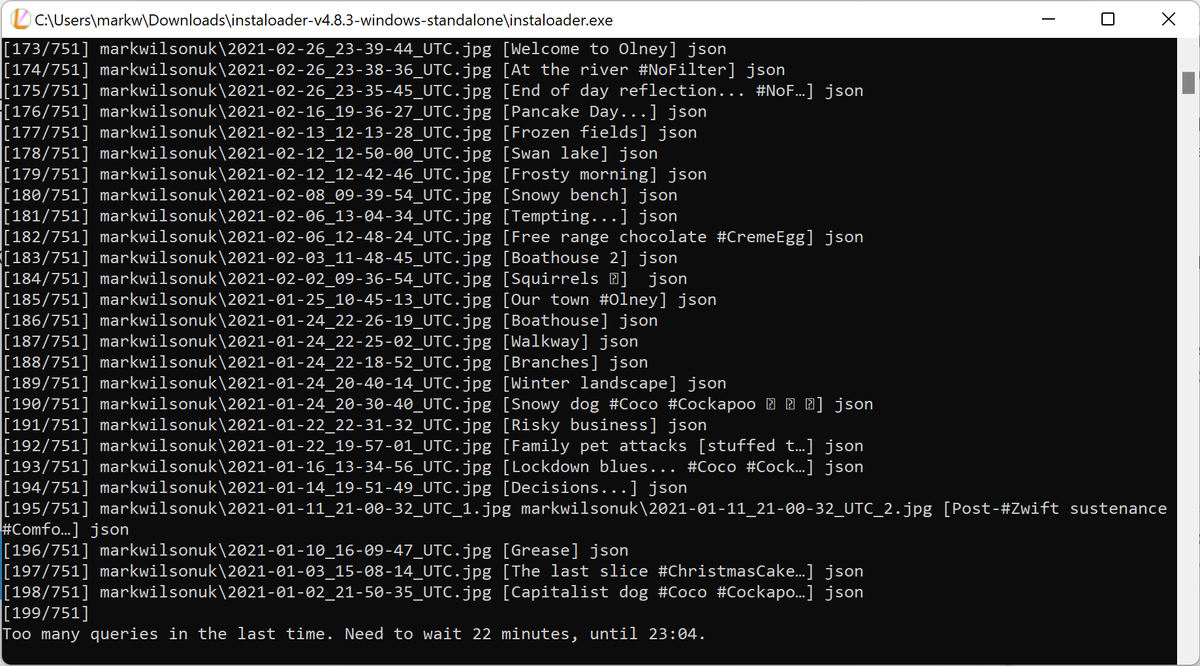 C:\Users\markw\Downloads\instaloader-v4.8.3-windows-standalone\instaloader.exe
[173/751] markwilsonuk\2021-02-26_23-39-44_UTC.jpg [Welcome to Olney] json
[174/751] markwilsonuk\2021-02-26_23-38-36_UTC.jpg [At the river #NoFilter] json
[175/751] markwilsonuk\2021-02-26_23-35-45_UTC.jpg [End of day reflection... #NoF…] json
[176/751] markwilsonuk\2021-02-16_19-36-27_UTC.jpg [Pancake Day...] json
[177/751] markwilsonuk\2021-02-13_12-13-28_UTC.jpg [Frozen fields] json
[178/751] markwilsonuk\2021-02-12_12-50-00_UTC.jpg [Swan lake] json
[179/751] markwilsonuk\2021-02-12_12-42-46_UTC.jpg [Frosty morning] json
[180/751] markwilsonuk\2021-02-08_09-39-54_UTC.jpg [Snowy bench] json
[181/751] markwilsonuk\2021-02-06_13-04-34_UTC.jpg [Tempting...] json
[182/751] markwilsonuk\2021-02-06_12-48-24_UTC.jpg [Free range chocolate #CremeEgg] json
[183/751] markwilsonuk\2021-02-03_11-48-45_UTC.jpg [Boathouse 2] json
[184/751] markwilsonuk\2021-02-02_09-36-54_UTC.jpg [Squirrels ⍰]  json
[185/751] markwilsonuk\2021-01-25_10-45-13_UTC.jpg [Our town #Olney] json
[186/751] markwilsonuk\2021-01-24_22-26-19_UTC.jpg [Boathouse] json
[187/751] markwilsonuk\2021-01-24_22-25-02_UTC.jpg [Walkway] json
[188/751] markwilsonuk\2021-01-24_22-18-52_UTC.jpg [Branches] json
[189/751] markwilsonuk\2021-01-24_20-40-14_UTC.jpg [Winter landscape] json
[190/751] markwilsonuk\2021-01-24_20-30-40_UTC.jpg [Snowy dog #Coco #Cockapoo ⍰ ⍰ ⍰] json
[191/751] markwilsonuk\2021-01-22_22-31-32_UTC.jpg [Risky business] json
[192/751] markwilsonuk\2021-01-22_19-57-01_UTC.jpg [Family pet attacks [stuffed t…] json
[193/751] markwilsonuk\2021-01-16_13-34-56_UTC.jpg [Lockdown blues... #Coco #Cock…] json
[194/751] markwilsonuk\2021-01-14_19-51-49_UTC.jpg [Decisions...] json
[195/751] markwilsonuk\2021-01-11_21-00-32_UTC_1.jpg markwilsonuk\2021-01-11_21-00-32_UTC_2.jpg [Post-#Zwift sustenance
#Comfo…] json
[196/751] markwilsonuk\2021-01-10_16-09-47_UTC.jpg [Grease] json
[197/751] markwilsonuk\2021-01-03_15-08-14_UTC.jpg [The last slice #ChristmasCake…] json
[198/751] markwilsonuk\2021-01-02_21-50-35_UTC.jpg [Capitalist dog #Coco #Cockapo…] json
[199/751]
Too many queries in the last time. Need to wait 22 minutes, until 23:04.